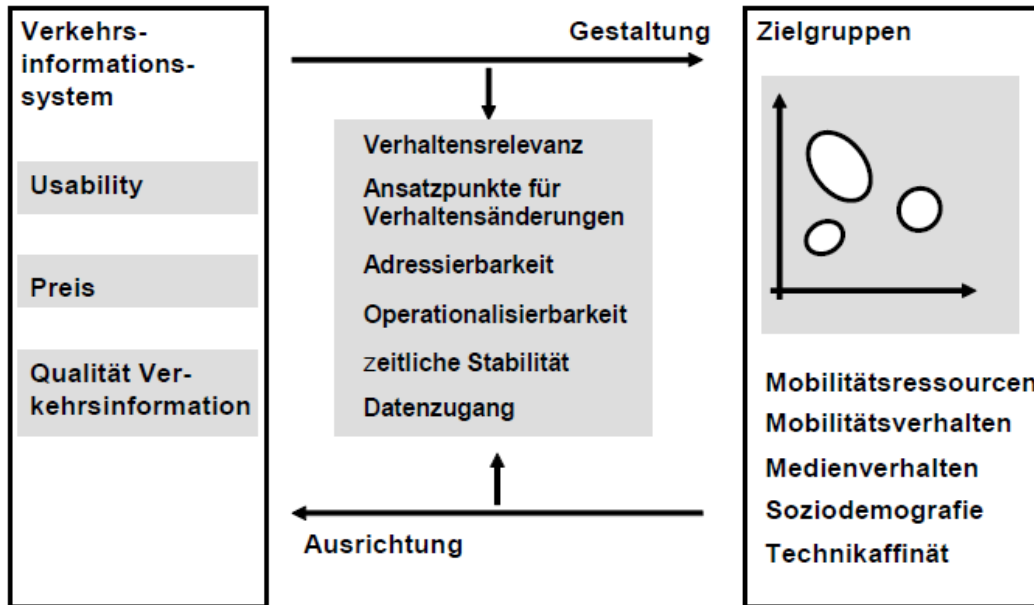 Verkehrs-
informations-
system
Usability
Preis
Qualität Ver-
kehrsinformation
Gestaltung
Verhaltensrelevanz
Ansatzpunkte für
Verhaltensänderungen
Adressierbarkeit
Operationalisierbarkeit
zeitliche Stabilität
Datenzugang
Ausrichtung
Zielgruppen
Mobilitätsressourcen
Mobilitätsverhalten
Medienverhalten
Soziodemografie
Technikaffinät